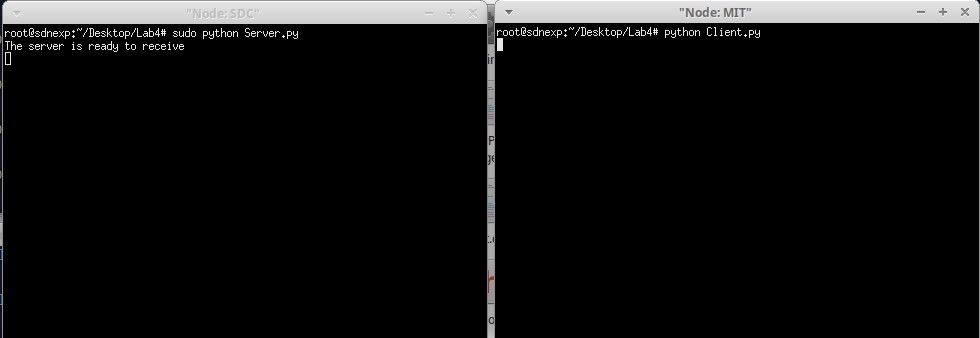 "Node: SDC"
root@sdnexp:~/Desktop/Lab4# sudo python Server.py
The server is ready to receive
"Node: MIT"
root@sdnexp:~/Desktop/Lab4# python Client.py